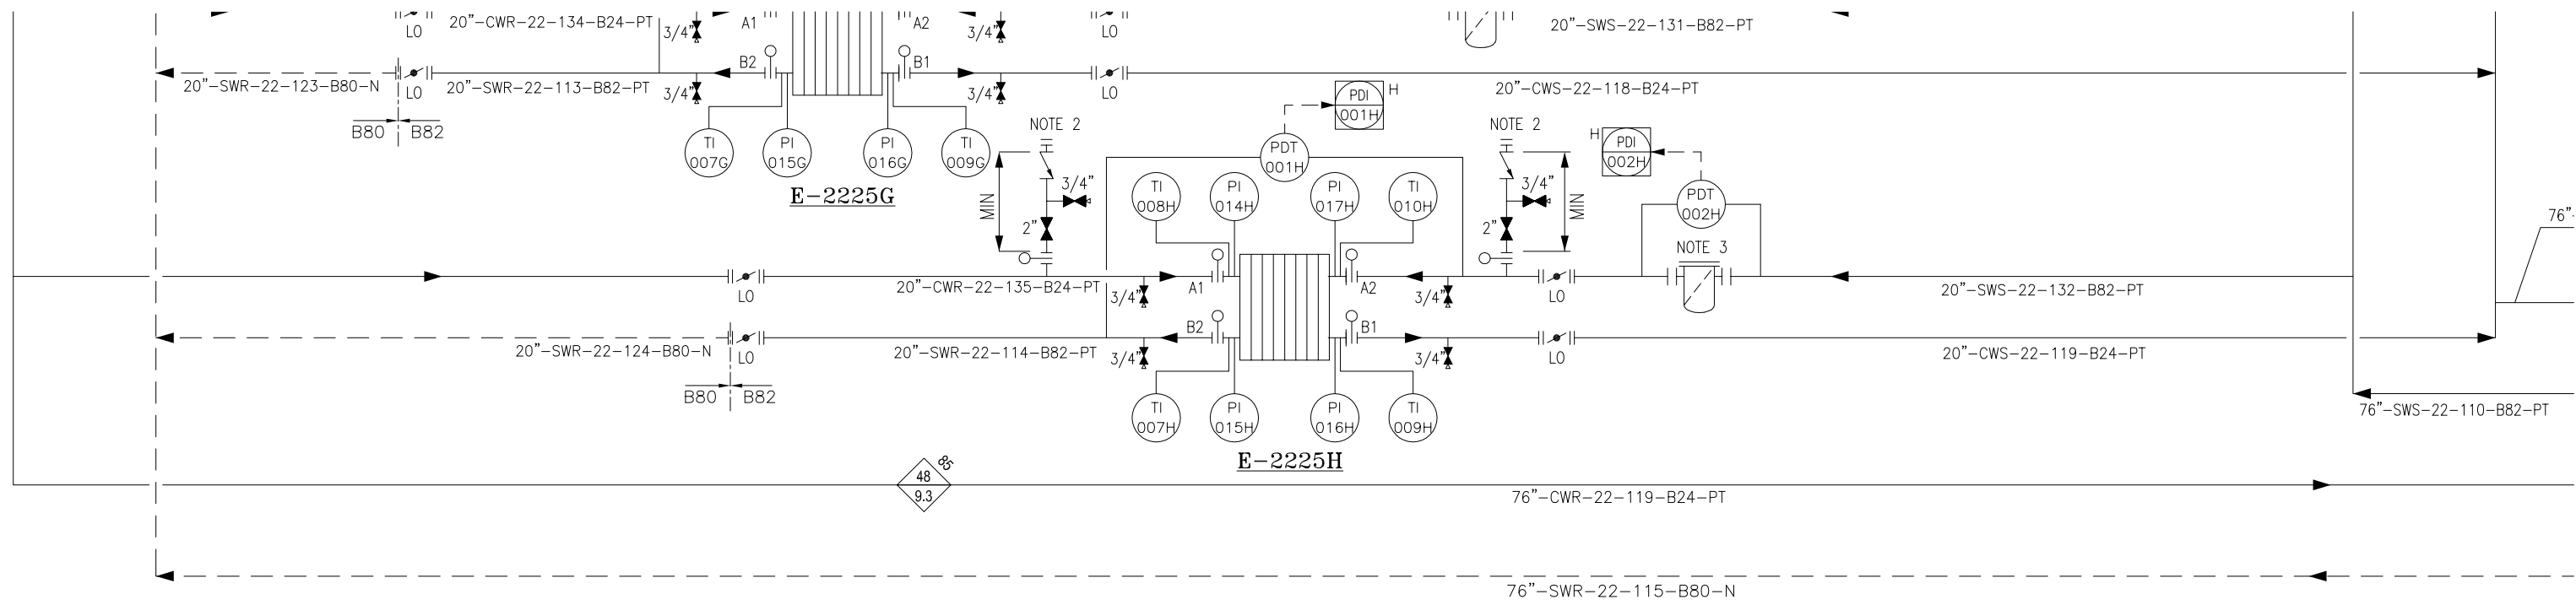 20"-CWR-22-134-B24-PT
LO
3/4"
A1
A2
3/4"
LO
20"-SWS-22-131-B82-PT
20"-SWR-22-123-B80-N
LO
20"-SWR-22-113-B82-PT
3/4"
B2
B1
3/4"
LO
20"-CWS-22-118-B24-PT
B80
B82
PDI
001H
H
TI
007G
PI
015G
PI
016G
TI
009G
E-2225G
NOTE 2
MIN
3/4"
2"
PDT
001H
NOTE 2
3/4"
2"
MIN
H
PDI
002H
PDT
002H
NOTE 3
TI
008H
PI
014H
PI
017H
TI
010H
76"-
LO
20"-CWR-22-135-B24-PT
3/4"
A1
A2
3/4"
LO
20"-SWS-22-132-B82-PT
20"-SWR-22-124-B80-N
LO
20"-SWR-22-114-B82-PT
3/4"
B2
B1
3/4"
LO
20"-CWS-22-119-B24-PT
B80
B82
76"-SWS-22-110-B82-PT
TI
007H
PI
015H
PI
016H
TI
009H
E-2225H
48
9.3
85
76"-CWR-22-119-B24-PT
76"-SWR-22-115-B80-N